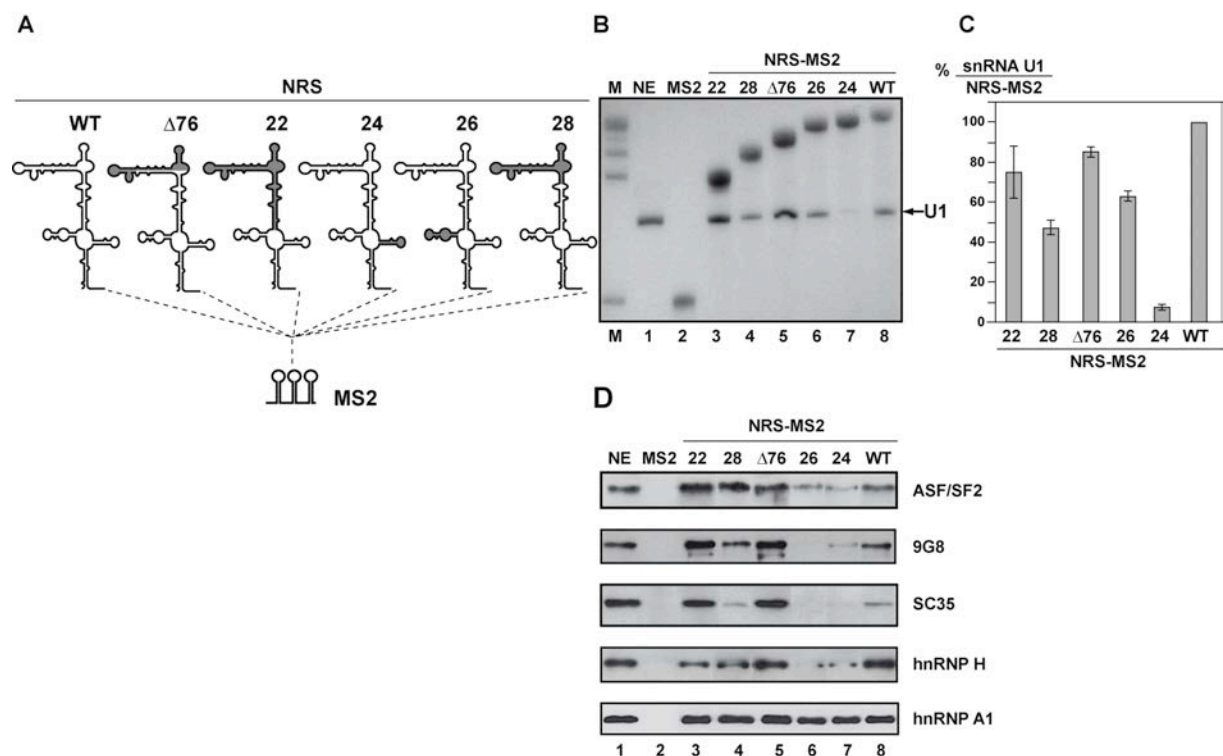 A
NRS
WT Δ76 22 24 26 28
MS2
B
NRS-MS2
M NE MS2 22 28 Δ76 26 24 WT
U1
M 1 2 3 4 5 6 7 8
C
% snRNA U1
NRS-MS2
100
80
60
40
20
0
22 28 Δ76 26 24 WT
NRS-MS2
D
NRS-MS2
NE MS2 22 28 Δ76 26 24 WT
ASF/SF2
9G8
SC35
hnRNP H
hnRNP A1
1 2 3 4 5 6 7 8